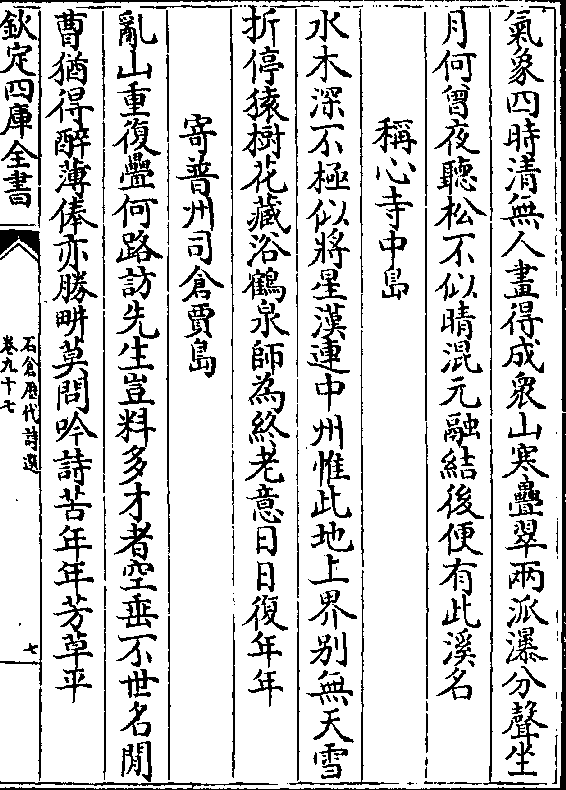 氣象四時清無人畫得成衆山寒疊翠兩派瀑分聲坐
月何曾夜聽松不似晴混元融結後便有此溪名
稱心寺中島
水木深不極似將星漢連中州惟此地上界別無天雪
折停猿樹花藏浴鶴泉師為終老意日日復年年
寄普州司倉賈島
亂山重復疊何路訪先生豈料多才者空垂不世名閒
曹猶得醉薄俸亦勝畊莫問吟詩苦年年芳草平
欽定四庫全書
石倉歷代詩選
卷九十七
七